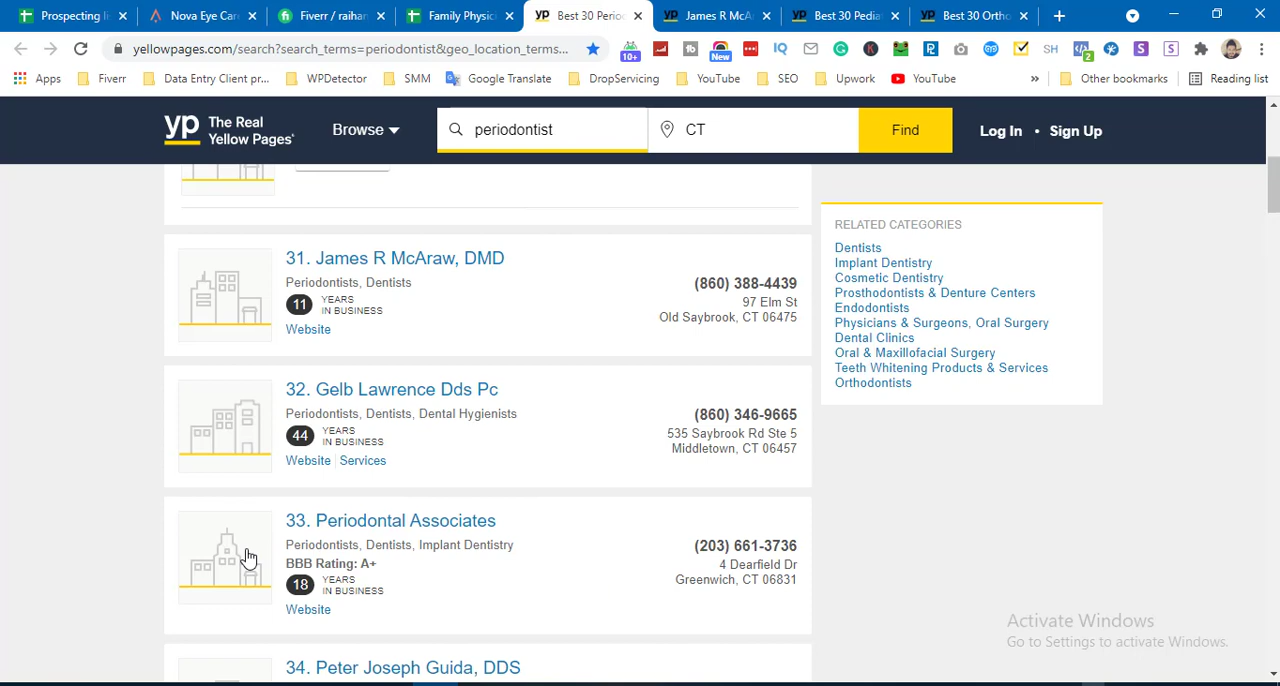 Prospecting li
Nova Eye Car
Fiverr / raihan
Family Physic
Best 30 Perio
James R McA
Best 30 Pedia
Best 30 Ortho
yellowpages.com/search?search_terms=periodontist&geo_location_terms...
10+
New
IQ
SH
2
S
S
Apps
Fiverr
Data Entry Client pr...
WPDetector
SMM
Google Translate
DropServicing
YouTube
SEO
Upwork
YouTube
»
Other bookmarks
Reading list
yp The Real Yellow Pages
Browse
periodontist
CT
Find
Log In • Sign Up
31. James R McAraw, DMD
Periodontists, Dentists
11 YEARS IN BUSINESS
Website
(860) 388-4439
97 Elm St
Old Saybrook, CT 06475
32. Gelb Lawrence Dds Pc
Periodontists, Dentists, Dental Hygienists
44 YEARS IN BUSINESS
Website | Services
(860) 346-9665
535 Saybrook Rd Ste 5
Middletown, CT 06457
33. Periodontal Associates
Periodontists, Dentists, Implant Dentistry
BBB Rating: A+
18 YEARS IN BUSINESS
Website
(203) 661-3736
4 Dearfield Dr
Greenwich, CT 06831
34. Peter Joseph Guida, DDS
RELATED CATEGORIES
Dentists
Implant Dentistry
Cosmetic Dentistry
Prosthodontists & Denture Centers
Endodontists
Physicians & Surgeons, Oral Surgery
Dental Clinics
Oral & Maxillofacial Surgery
Teeth Whitening Products & Services
Orthodontists
Activate Windows
Go to Settings to activate Windows.